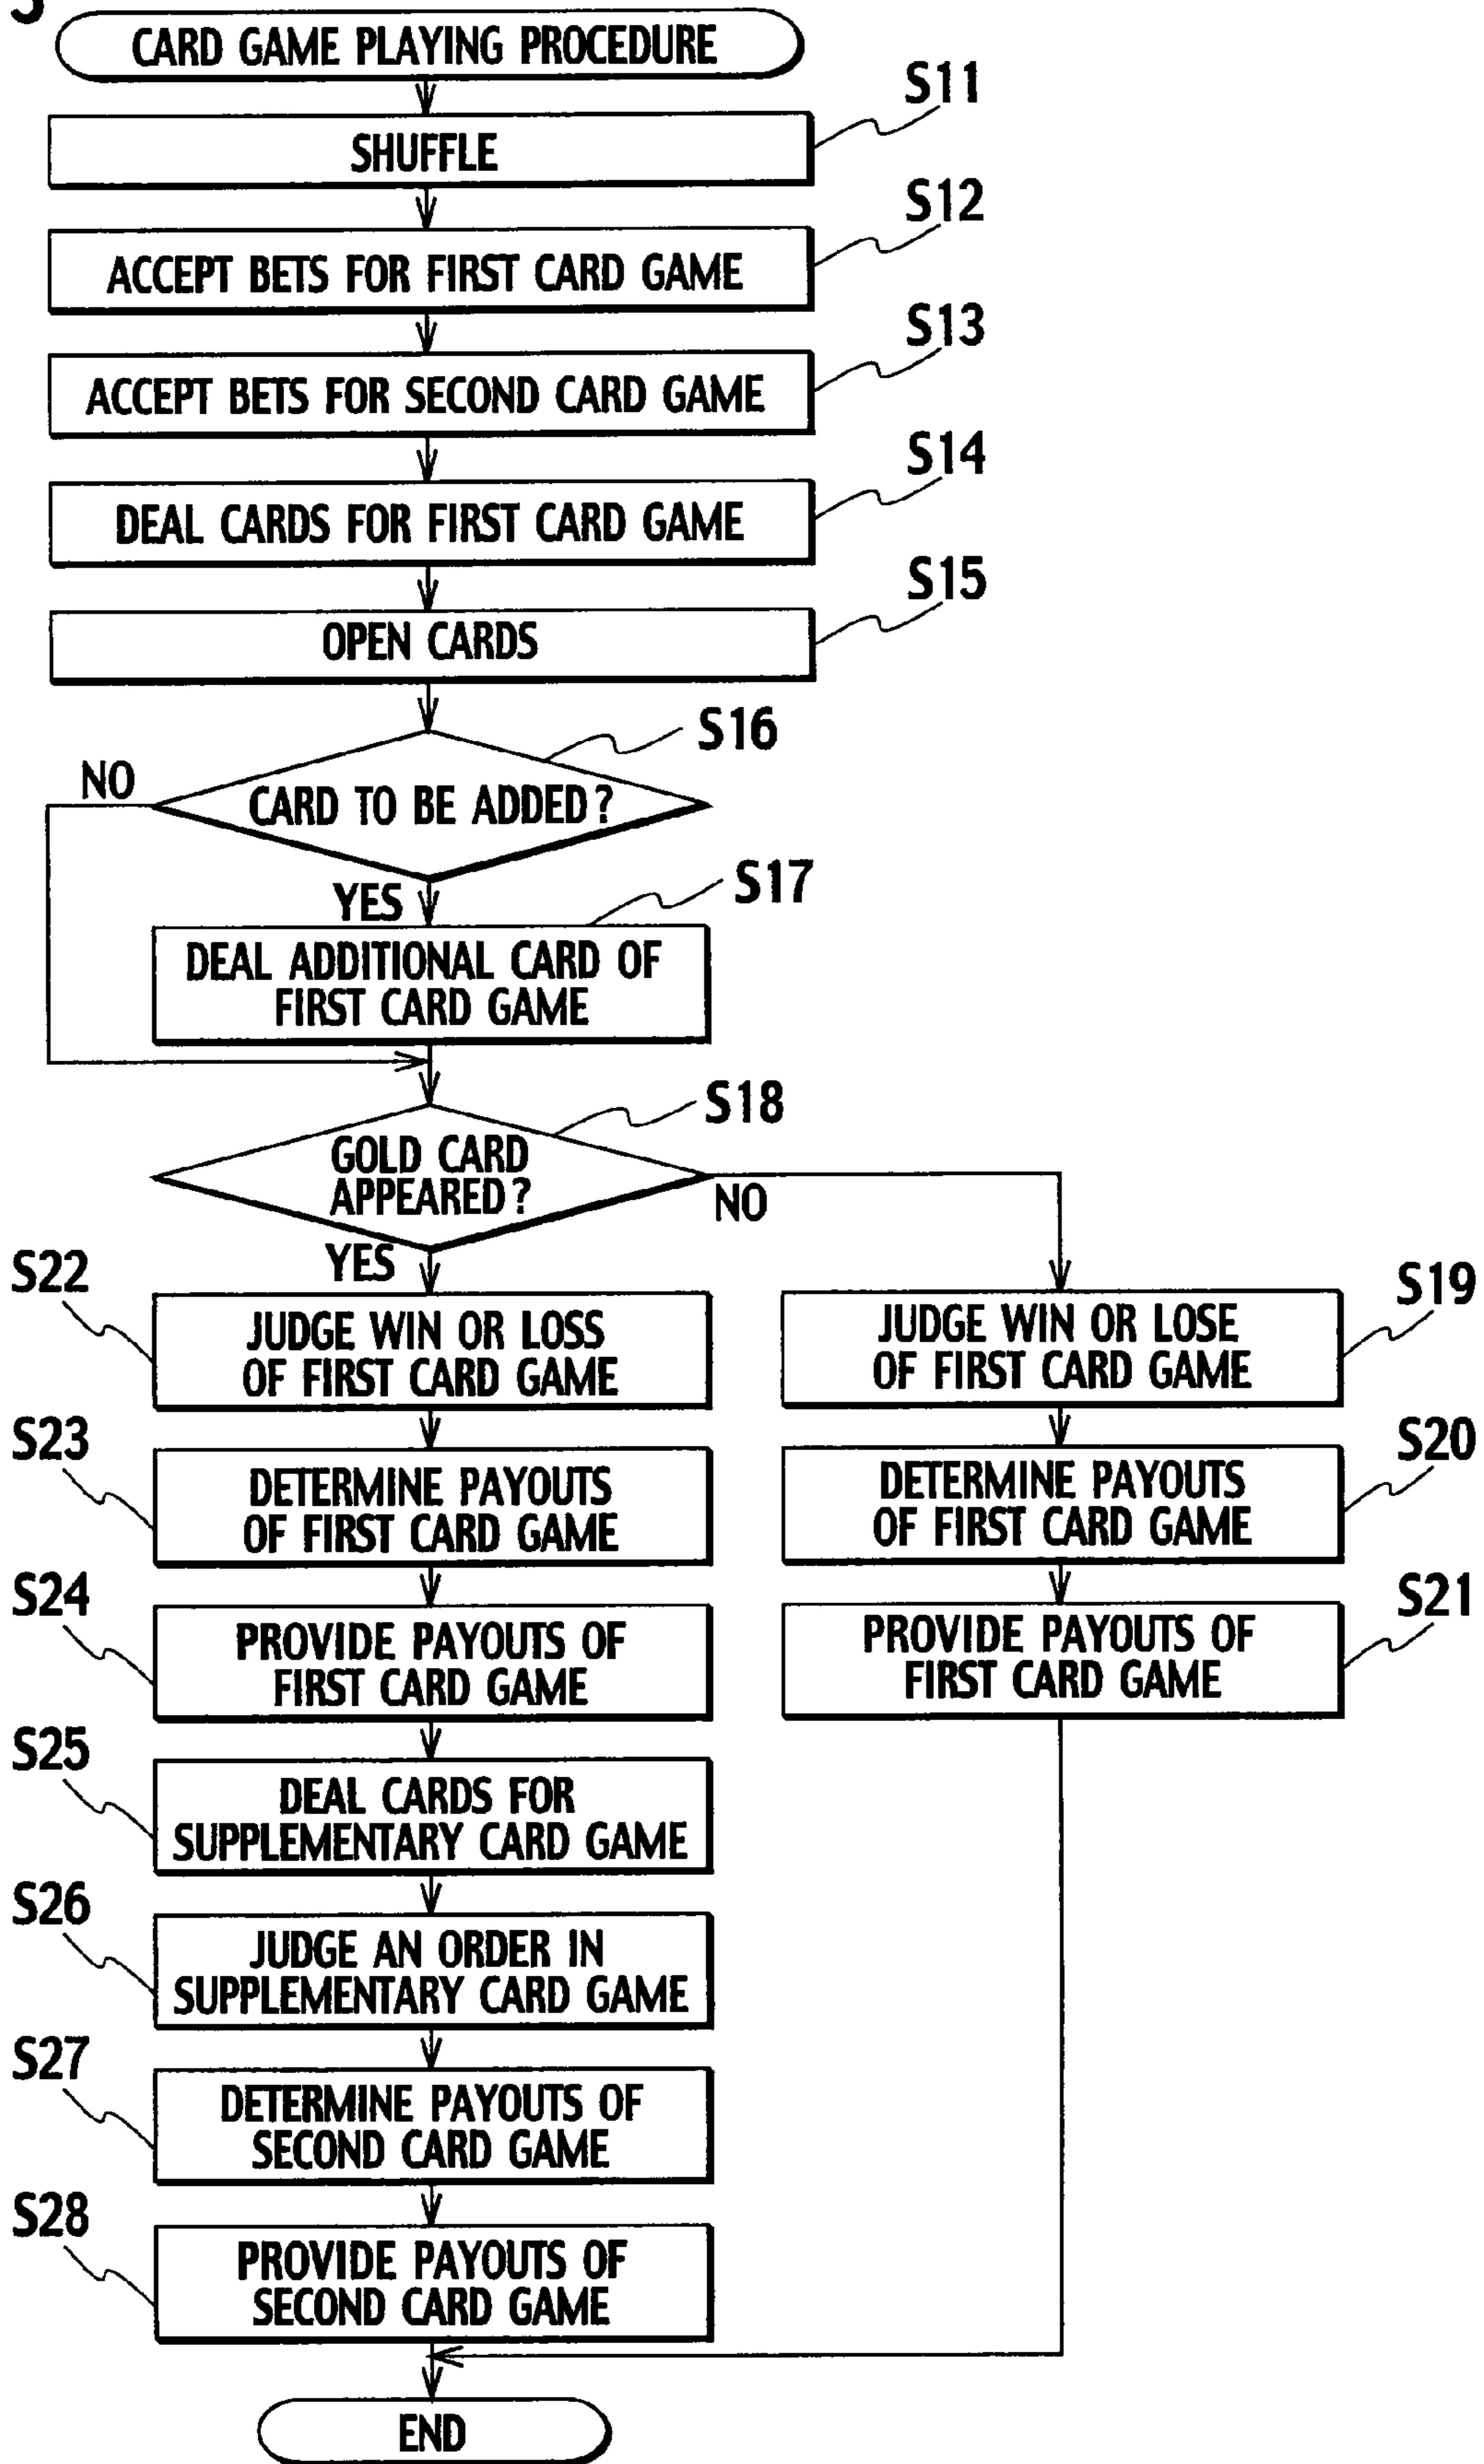 CARD GAME PLAYING PROCEDURE
S11
SHUFFLE
S12
ACCEPT BETS FOR FIRST CARD GAME
S13
ACCEPT BETS FOR SECOND CARD GAME
S14
DEAL CARDS FOR FIRST CARD GAME
S15
OPEN CARDS
S16
NO
CARD TO BE ADDED?
YES
S17
DEAL ADDITIONAL CARD OF
FIRST CARD GAME
S18
GOLD CARD
APPEARED?
NO
YES
S22
JUDGE WIN OR LOSS
OF FIRST CARD GAME
S19
JUDGE WIN OR LOSE
OF FIRST CARD GAME
S23
DETERMINE PAYOUTS
OF FIRST CARD GAME
S20
DETERMINE PAYOUTS
OF FIRST CARD GAME
S24
PROVIDE PAYOUTS OF
FIRST CARD GAME
S21
PROVIDE PAYOUTS OF
FIRST CARD GAME
S25
DEAL CARDS FOR
SUPPLEMENTARY CARD GAME
S26
JUDGE AN ORDER IN
SUPPLEMENTARY CARD GAME
S27
DETERMINE PAYOUTS OF
SECOND CARD GAME
S28
PROVIDE PAYOUTS OF
SECOND CARD GAME
END